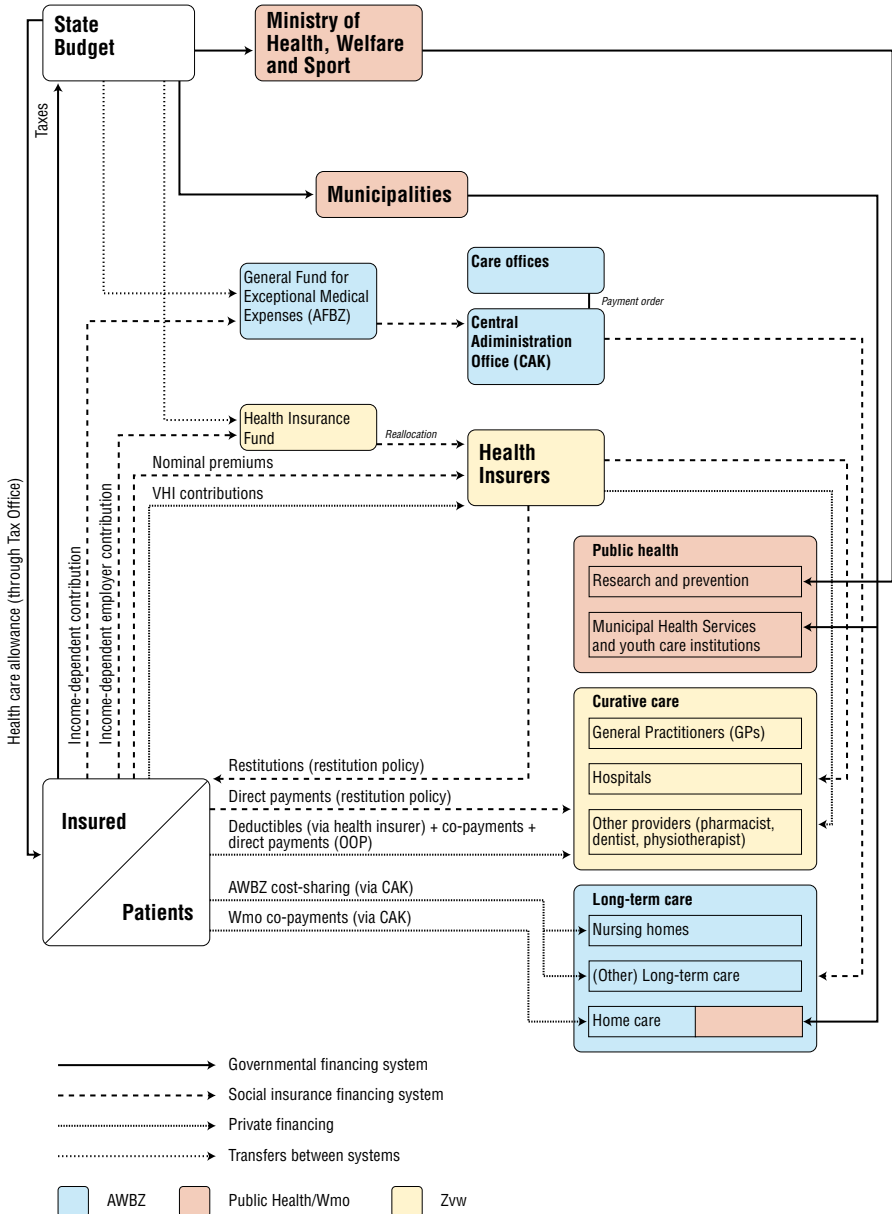 State
Budget
Ministry of
Health, Welfare
and Sport
Taxes
Municipalities
Care offices
General Fund for
Exceptional Medical
Expenses (AFBZ)
Payment order
Central
Adiministration
Office (CAK)
Health Insurance
Fund
Reallocation
Health
Insurers
Nominal premiums
VHI contributions
Health care allowance (through Tax Office)
Income-dependent contribution
Income-dependent employer contribution
Public health
Research and prevention
Municipal Health Services
and youth care institutions
Curative care
General Practitioners (GPs)
Hospitals
Other providers (pharmacist,
dentist, physiotherapist)
Restitutions (restitution policy)
Direct payments (restitution policy)
Deductibles (via health insurer) + co-payments +
direct payments (OOP)
Insured
Patients
AWBZ cost-sharing (via CAK)
Wmo co-payments (via CAK)
Long-term care
Nursing homes
(Other) Long-term care
Home care
Governmental financing system
Social insurance financing system
Private financing
Transfers between systems
AWBZ
Public Health/Wmo
Zvw